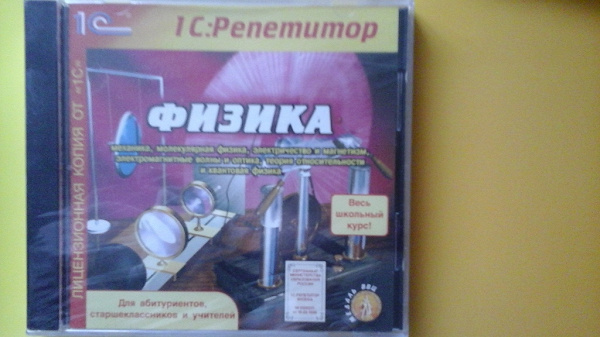 1С
1С:Репетитор
ЛИЦЕНЗИОННАЯ КОПИЯ ОТ «1С»
ФИЗИКА
механика, молекулярная физика, электричество и магнетизм,
электромагнитные волны и оптика, теория относительности
и квантовая физика
Весь
школьный
курс!
Для абитуриентов,
старшеклассников и учителей